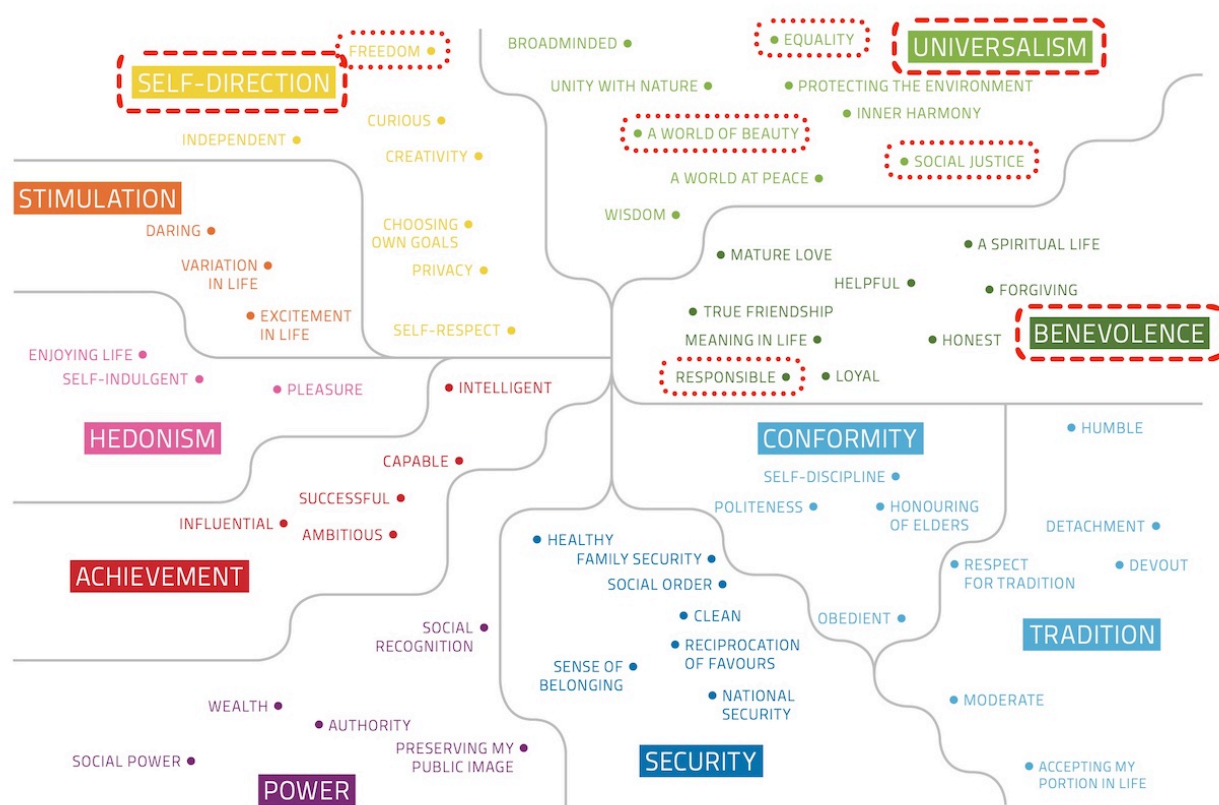 FREEDOM
SELF-DIRECTION
CURIOUS
INDEPENDENT
CREATIVITY
CHOOSING
OWN GOALS
PRIVACY
SELF-RESPECT
BROADMINDED
EQUALITY
UNIVERSALISM
UNITY WITH NATURE
PROTECTING THE ENVIRONMENT
INNER HARMONY
A WORLD OF BEAUTY
SOCIAL JUSTICE
A WORLD AT PEACE
WISDOM
STIMULATION
DARING
VARIATION
IN LIFE
EXCITEMENT
IN LIFE
MATURE LOVE
A SPIRITUAL LIFE
HELPFUL
FORGIVING
TRUE FRIENDSHIP
MEANING IN LIFE
HONEST
BENEVOLENCE
RESPONSIBLE
LOYAL
ENJOYING LIFE
SELF-INDULGENT
PLEASURE
HEDONISM
INTELLIGENT
CAPABLE
SUCCESSFUL
INFLUENTIAL
AMBITIOUS
ACHIEVEMENT
CONFORMITY
SELF-DISCIPLINE
POLITENESS
HONOURING
OF ELDERS
OBEDIENT
HUMBLE
DETACHMENT
RESPECT
FOR TRADITION
DEVOUT
TRADITION
MODERATE
ACCEPTING MY
PORTION IN LIFE
HEALTHY
FAMILY SECURITY
SOCIAL ORDER
CLEAN
RECIPROCATION
OF FAVOURS
SENSE OF
BELONGING
NATIONAL
SECURITY
SECURITY
SOCIAL
RECOGNITION
WEALTH
AUTHORITY
SOCIAL POWER
PRESERVING MY
PUBLIC IMAGE
POWER